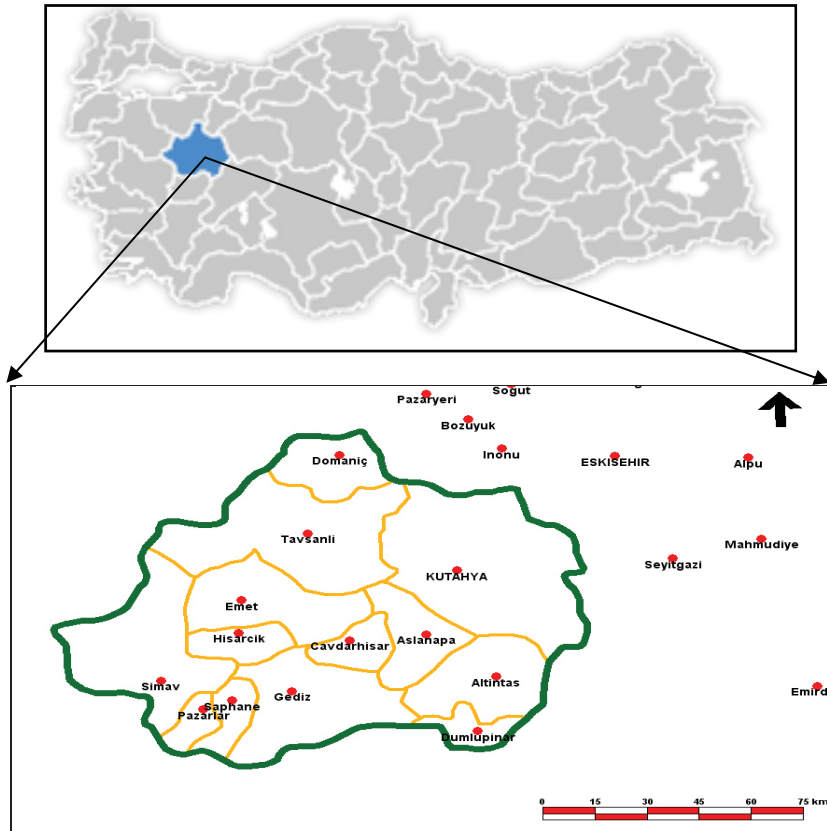 Sogut
Pazaryeri
Bozuyuk
Inonu
ESKISEHIR
Alpu
Domaniç
Tavsanli
Mahmudiye
Seyitgazi
KUTAHYA
Emet
Hisarcik
Cavdarhisar
Aslanapa
Simav
Saphane
Pazarlar
Gediz
Altintas
Emird
Dumlupinar
0 15 30 45 60 75 km